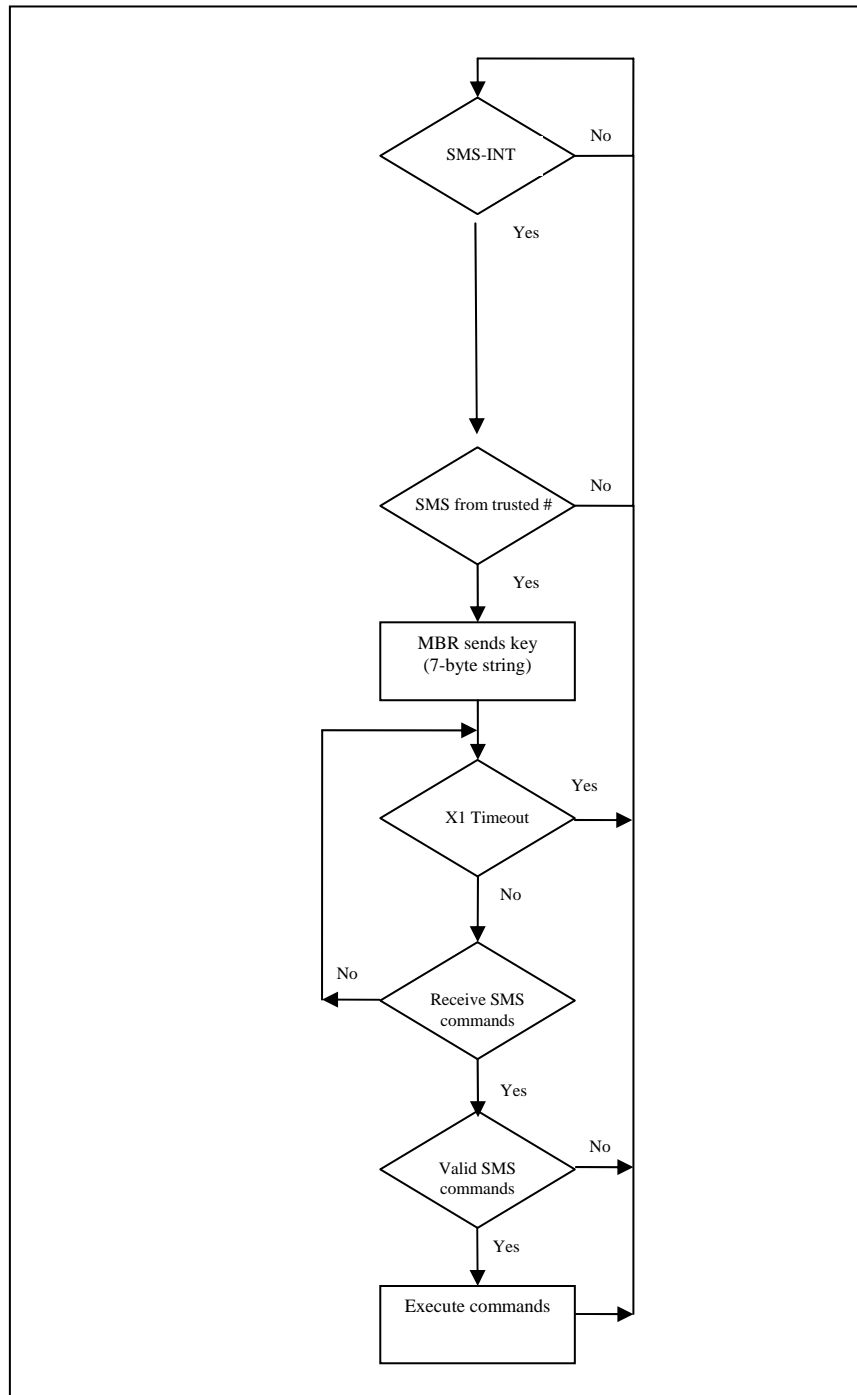 SMS-INT
No
Yes
SMS from trusted #
No
Yes
MBR sends key
(7-byte string)
X1 Timeout
Yes
No
No
Receive SMS
commands
Yes
Valid SMS
commands
No
Yes
Execute commands